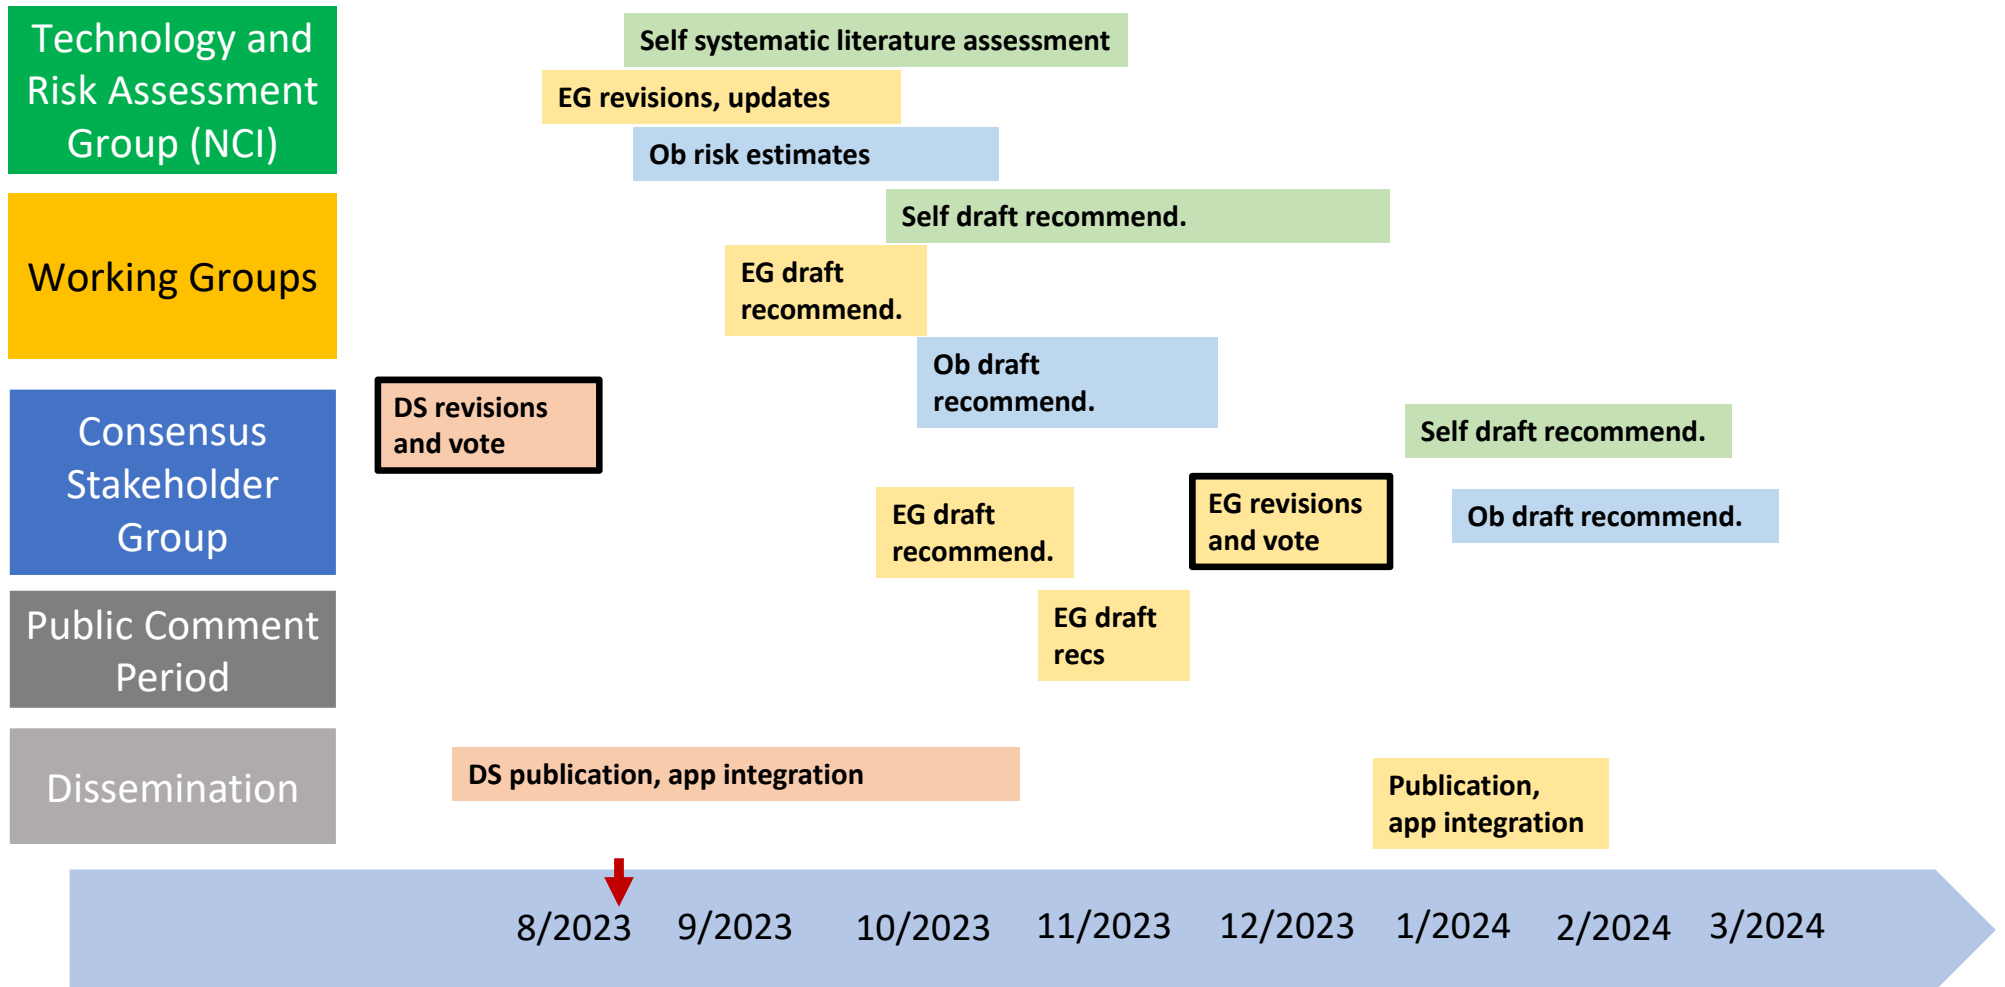 Technology and
Risk Assessment
Group (NCI)
Self systematic literature assessment
EG revisions, updates
Ob risk estimates
Working Groups
Self draft recommend.
EG draft
recommend.
Ob draft
recommend.
Consensus
Stakeholder
Group
DS revisions
and vote
Self draft recommend.
EG draft
recommend.
EG revisions
and vote
Ob draft recommend.
Public Comment
Period
EG draft
recs
Dissemination
DS publication, app integration
Publication,
app integration
8/2023 9/2023 10/2023 11/2023 12/2023 1/2024 2/2024 3/2024